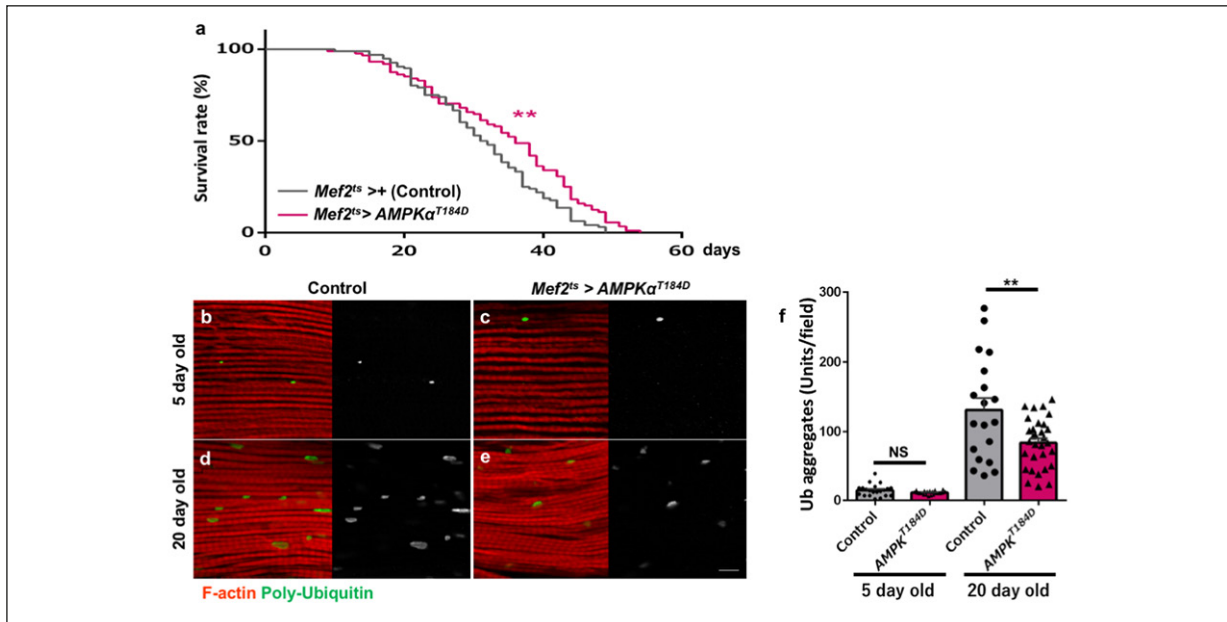 a
100
50
0
Survival rate (%)
**
Mef2ts >+ (Control)
Mef2ts> AMPKαT184D
0 20 40 60 days
Control Mef2ts > AMPKαT184D
b c
5 day old
d e
20 day old
F-actin Poly-Ubiquitin
f
300
200
100
0
Ub aggregates (Units/field)
NS
**
Control
AMPKT184D
Control
AMPKT184D
5 day old 20 day old